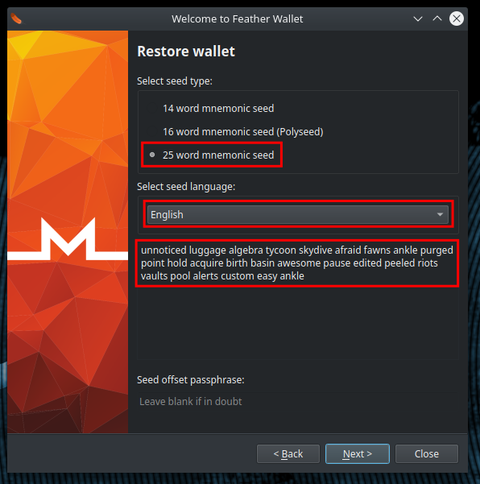 Welcome to Feather Wallet
Restore wallet
Select seed type:
14 word mnemonic seed
16 word mnemonic seed (Polyseed)
25 word mnemonic seed
Select seed language:
English
unnoticed luggage algebra tycoon skydive afraid fawns ankle purged
point hold acquire birth basin awesome pause edited peeled riots
vaults pool alerts custom easy ankle
Seed offset passphrase:
Leave blank if in doubt
< Back
Next >
Close